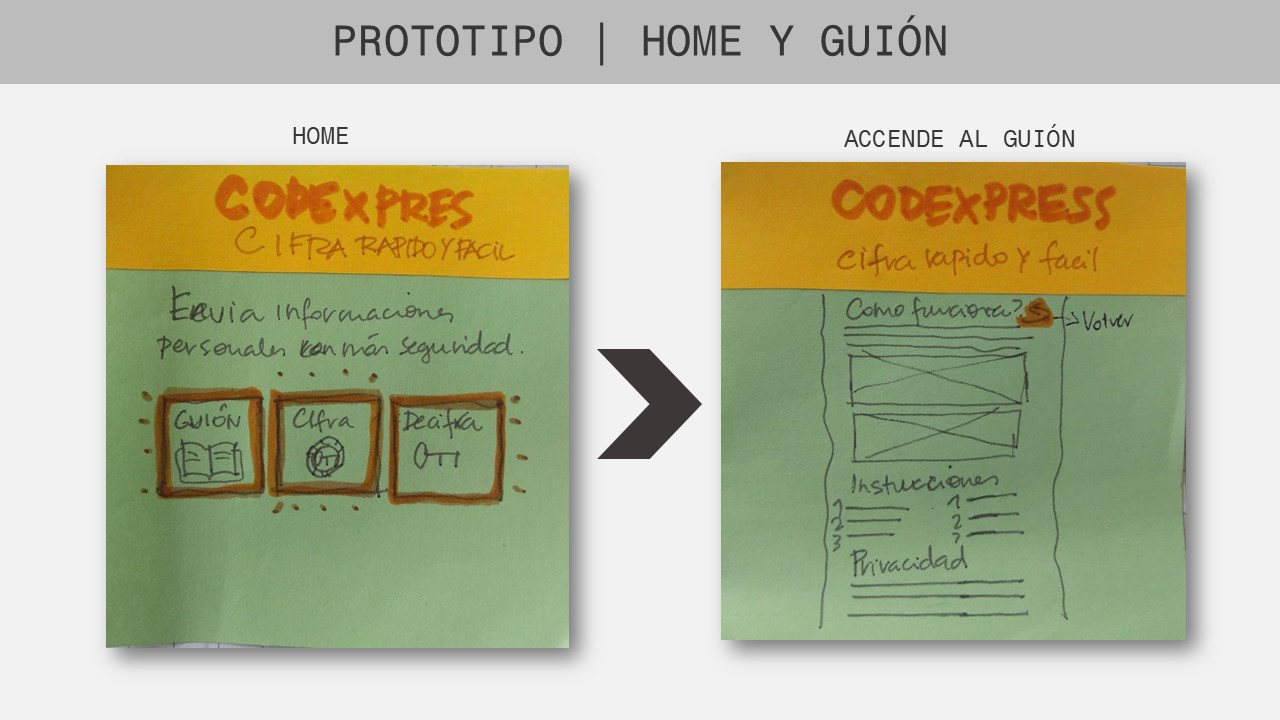 PROTOTIPO | HOME Y GUIÓN
HOME
CODEXPRES
CIFRA RAPIDO Y FACIL
Envia informaciones
personales con más seguridad.
GUIÓN
Cifra
Decifra
ACCENDE AL GUIÓN
CODEXPRESS
cifra rapido y facil
Como funciona?
Volver
Instucciones
1 1
2 2
3 3
Privacidad